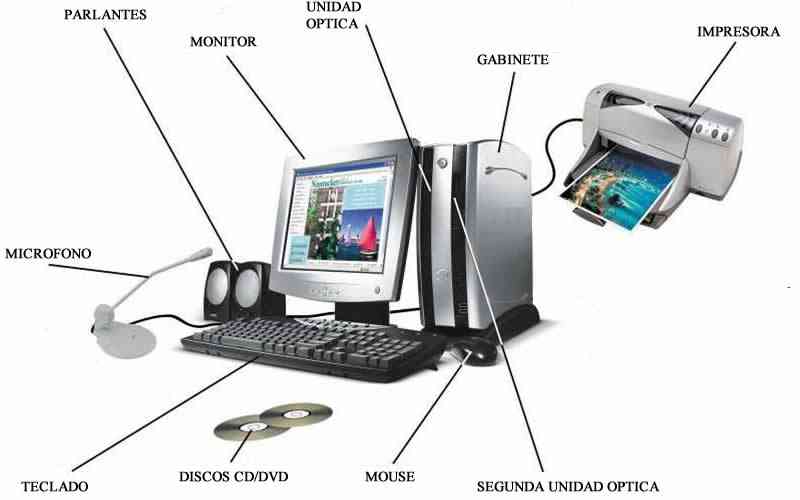 PARLANTES
UNIDAD
OPTICA
MONITOR
GABINETE
IMPRESORA
MICROFONO
TECLADO
DISCOS CD/DVD
MOUSE
SEGUNDA UNIDAD OPTICA